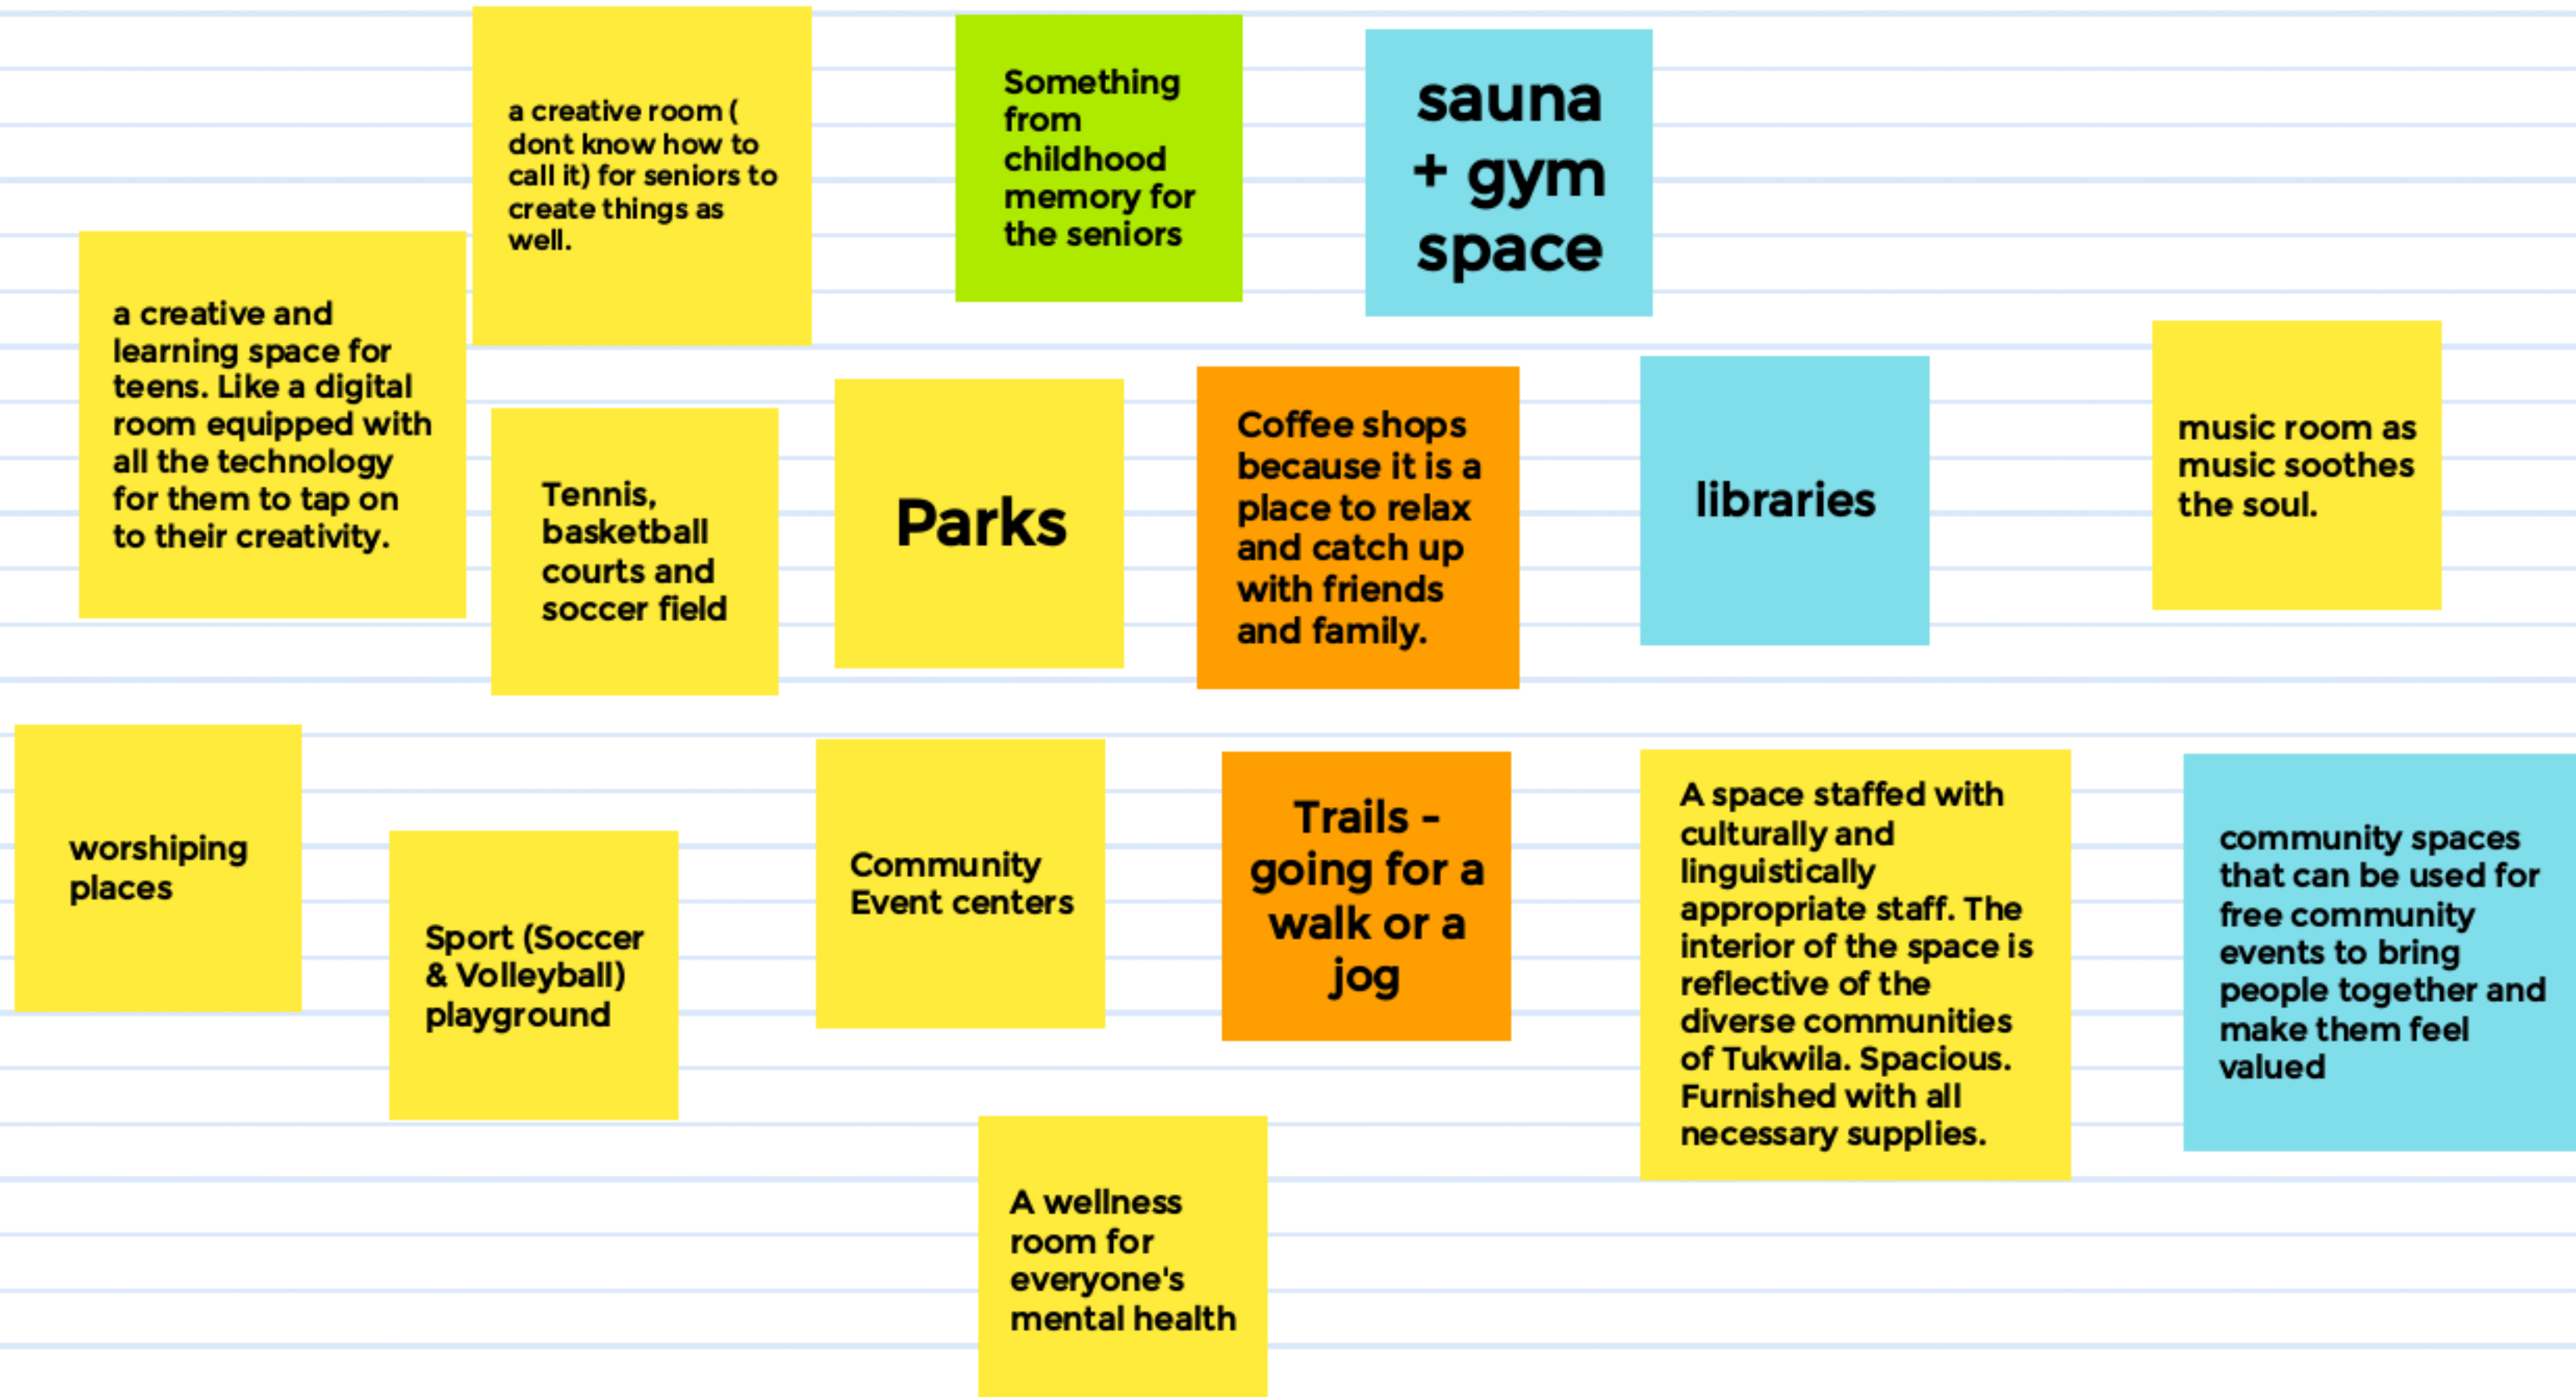 a creative room (
dont know how to
call it) for seniors to
create things as
well.
Something
from
childhood
memory for
the seniors
sauna
+ gym
space
a creative and
learning space for
teens. Like a digital
room equipped with
all the technology
for them to tap on
to their creativity.
Tennis,
basketball
courts and
soccer field
Parks
Coffee shops
because it is a
place to relax
and catch up
with friends
and family.
libraries
music room as
music soothes
the soul.
worshiping
places
Sport (Soccer
& Volleyball)
playground
Community
Event centers
Trails -
going for a
walk or a
jog
A space staffed with
culturally and
linguistically
appropriate staff. The
interior of the space is
reflective of the
diverse communities
of Tukwila. Spacious.
Furnished with all
necessary supplies.
community spaces
that can be used for
free community
events to bring
people together and
make them feel
valued
A wellness
room for
everyone's
mental health